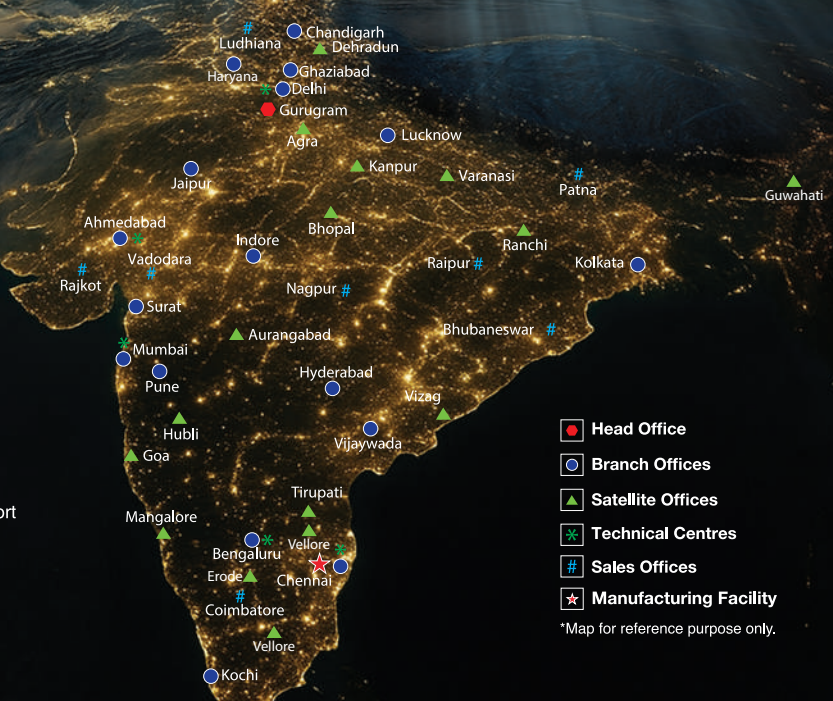 #
Ludhiana
Chandigarh
Dehradun
Haryana
Ghaziabad
Delhi
Gurugram
Agra
Lucknow
Jaipur
Kanpur
Varanasi
#
Patna
Guwahati
Ahmedabad
Bhopal
Indore
Ranchi
Vadodara
#
#
Rajkot
Raipur #
Kolkata
Nagpur #
Surat
Bhubaneswar #
Aurangabad
Mumbai
Pune
Hyderabad
Vizag
Hubli
Vijaywada
Goa
Tirupati
ort
Mangalore
Bengaluru
Vellore
Erode
Chennai
#
Coimbatore
Vellore
Kochi
Head Office
Branch Offices
Satellite Offices
Technical Centres
# Sales Offices
Manufacturing Facility
*Map for reference purpose only.